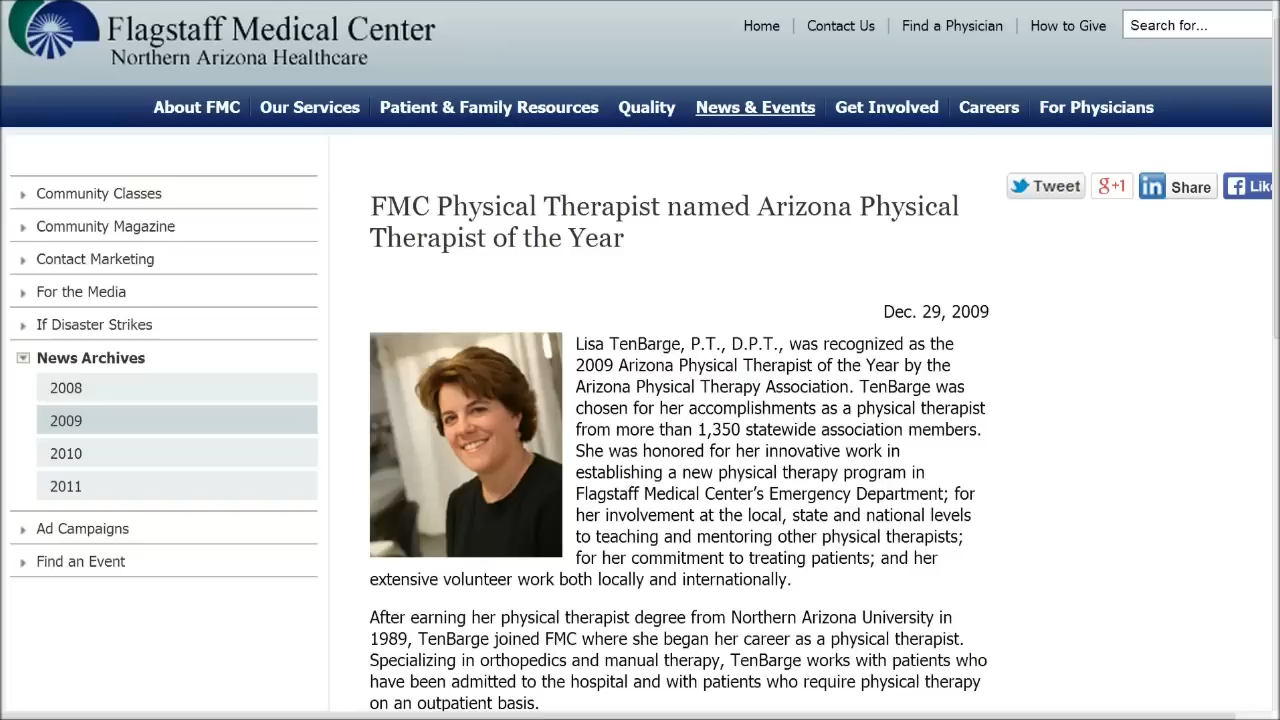 Flagstaff Medical Center
Northern Arizona Healthcare
Home
Contact Us
Find a Physician
How to Give
Search for...
About FMC
Our Services
Patient & Family Resources
Quality
News & Events
Get Involved
Careers
For Physicians
Community Classes
Community Magazine
Contact Marketing
For the Media
If Disaster Strikes
News Archives
2008
2009
2010
2011
Ad Campaigns
Find an Event
Tweet
g+1
in Share
f Like
FMC Physical Therapist named Arizona Physical
Therapist of the Year
Dec. 29, 2009
Lisa TenBarge, P.T., D.P.T., was recognized as the
2009 Arizona Physical Therapist of the Year by the
Arizona Physical Therapy Association. TenBarge was
chosen for her accomplishments as a physical therapist
from more than 1,350 statewide association members.
She was honored for her innovative work in
establishing a new physical therapy program in
Flagstaff Medical Center’s Emergency Department; for
her involvement at the local, state and national levels
to teaching and mentoring other physical therapists;
for her commitment to treating patients; and her
extensive volunteer work both locally and internationally.
After earning her physical therapist degree from Northern Arizona University in
1989, TenBarge joined FMC where she began her career as a physical therapist.
Specializing in orthopedics and manual therapy, TenBarge works with patients who
have been admitted to the hospital and with patients who require physical therapy
on an outpatient basis.